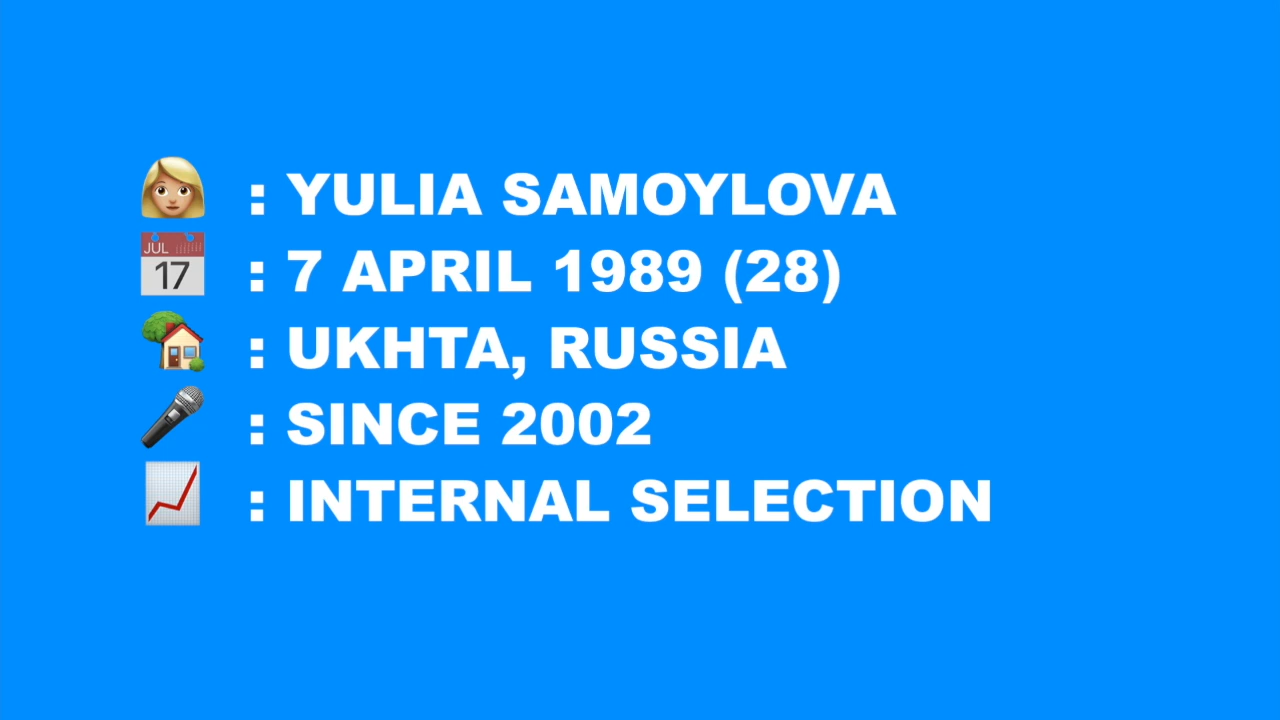 : YULIA SAMOYLOVA
JUL
17
: 7 APRIL 1989 (28)
: UKHTA, RUSSIA
: SINCE 2002
: INTERNAL SELECTION